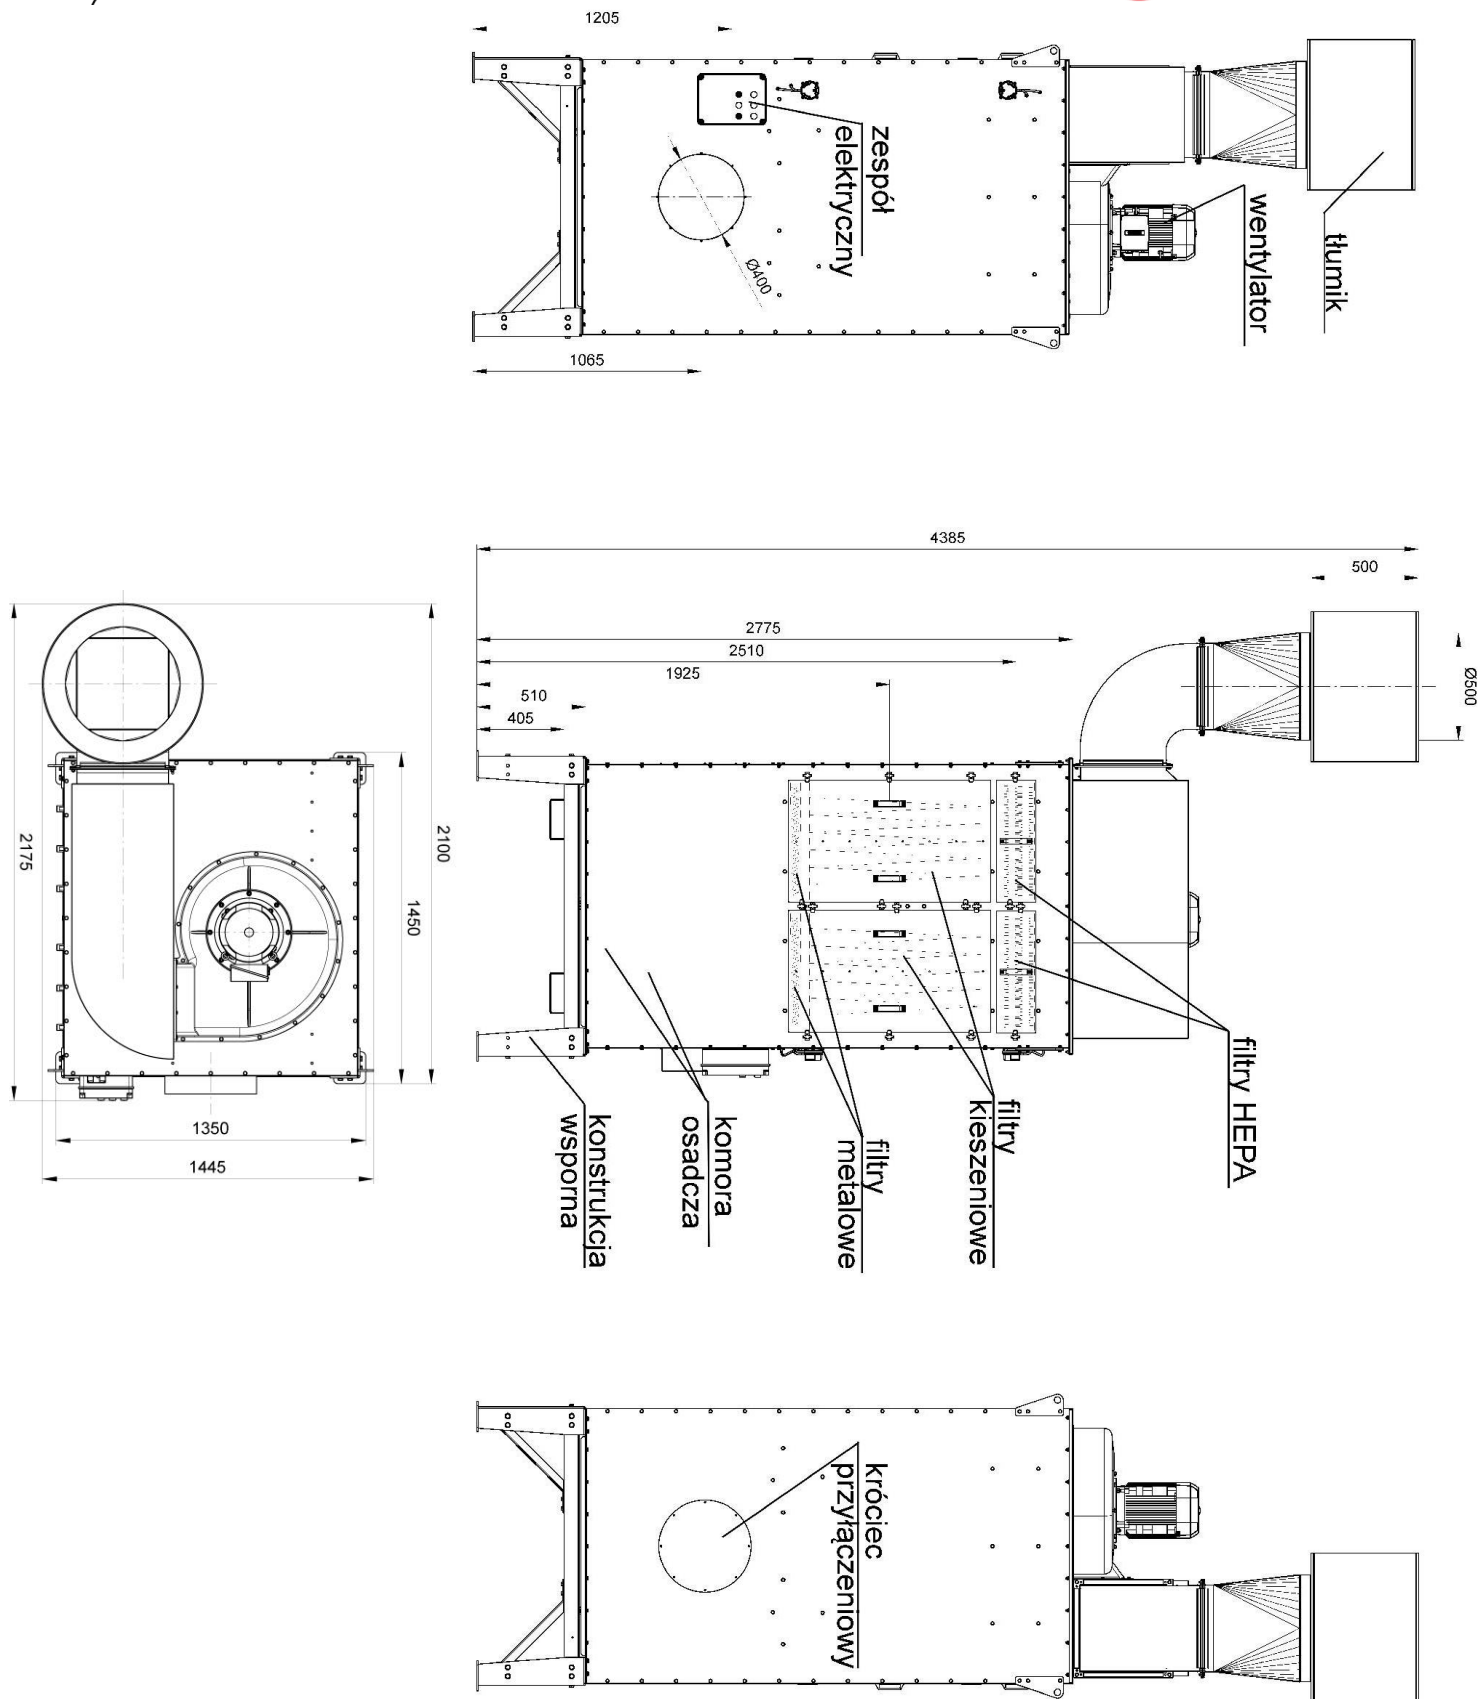 1205
zespół
elektryczny
Ø400
wentylator
tłumik
1065
4385
500
2775
2510
1925
510
405
Ø500
2175
2100
1450
1350
1445
filtry HEPA
filtry
kieszeniowe
filtry
metalowe
komora
osadcza
konstrukcja
wsporna
króciec
przyłączeniowy